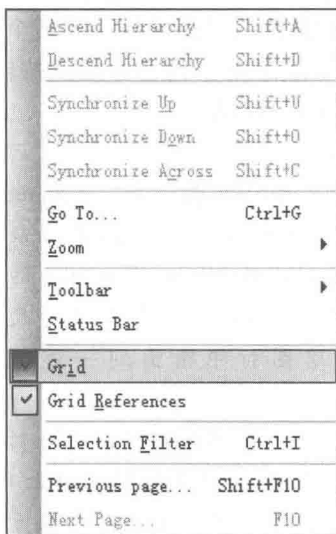 Ascend Hierarchy Shift+A
Descend Hierarchy Shift+D
Synchronize Up Shift+U
Synchronize Down Shift+O
Synchronize Across Shift+C
Go To... Ctrl+G
Zoom
Toolbar
Status Bar
Grid
Grid References
Selection Filter Ctrl+I
Previous page... Shift+F10
Next Page... F10